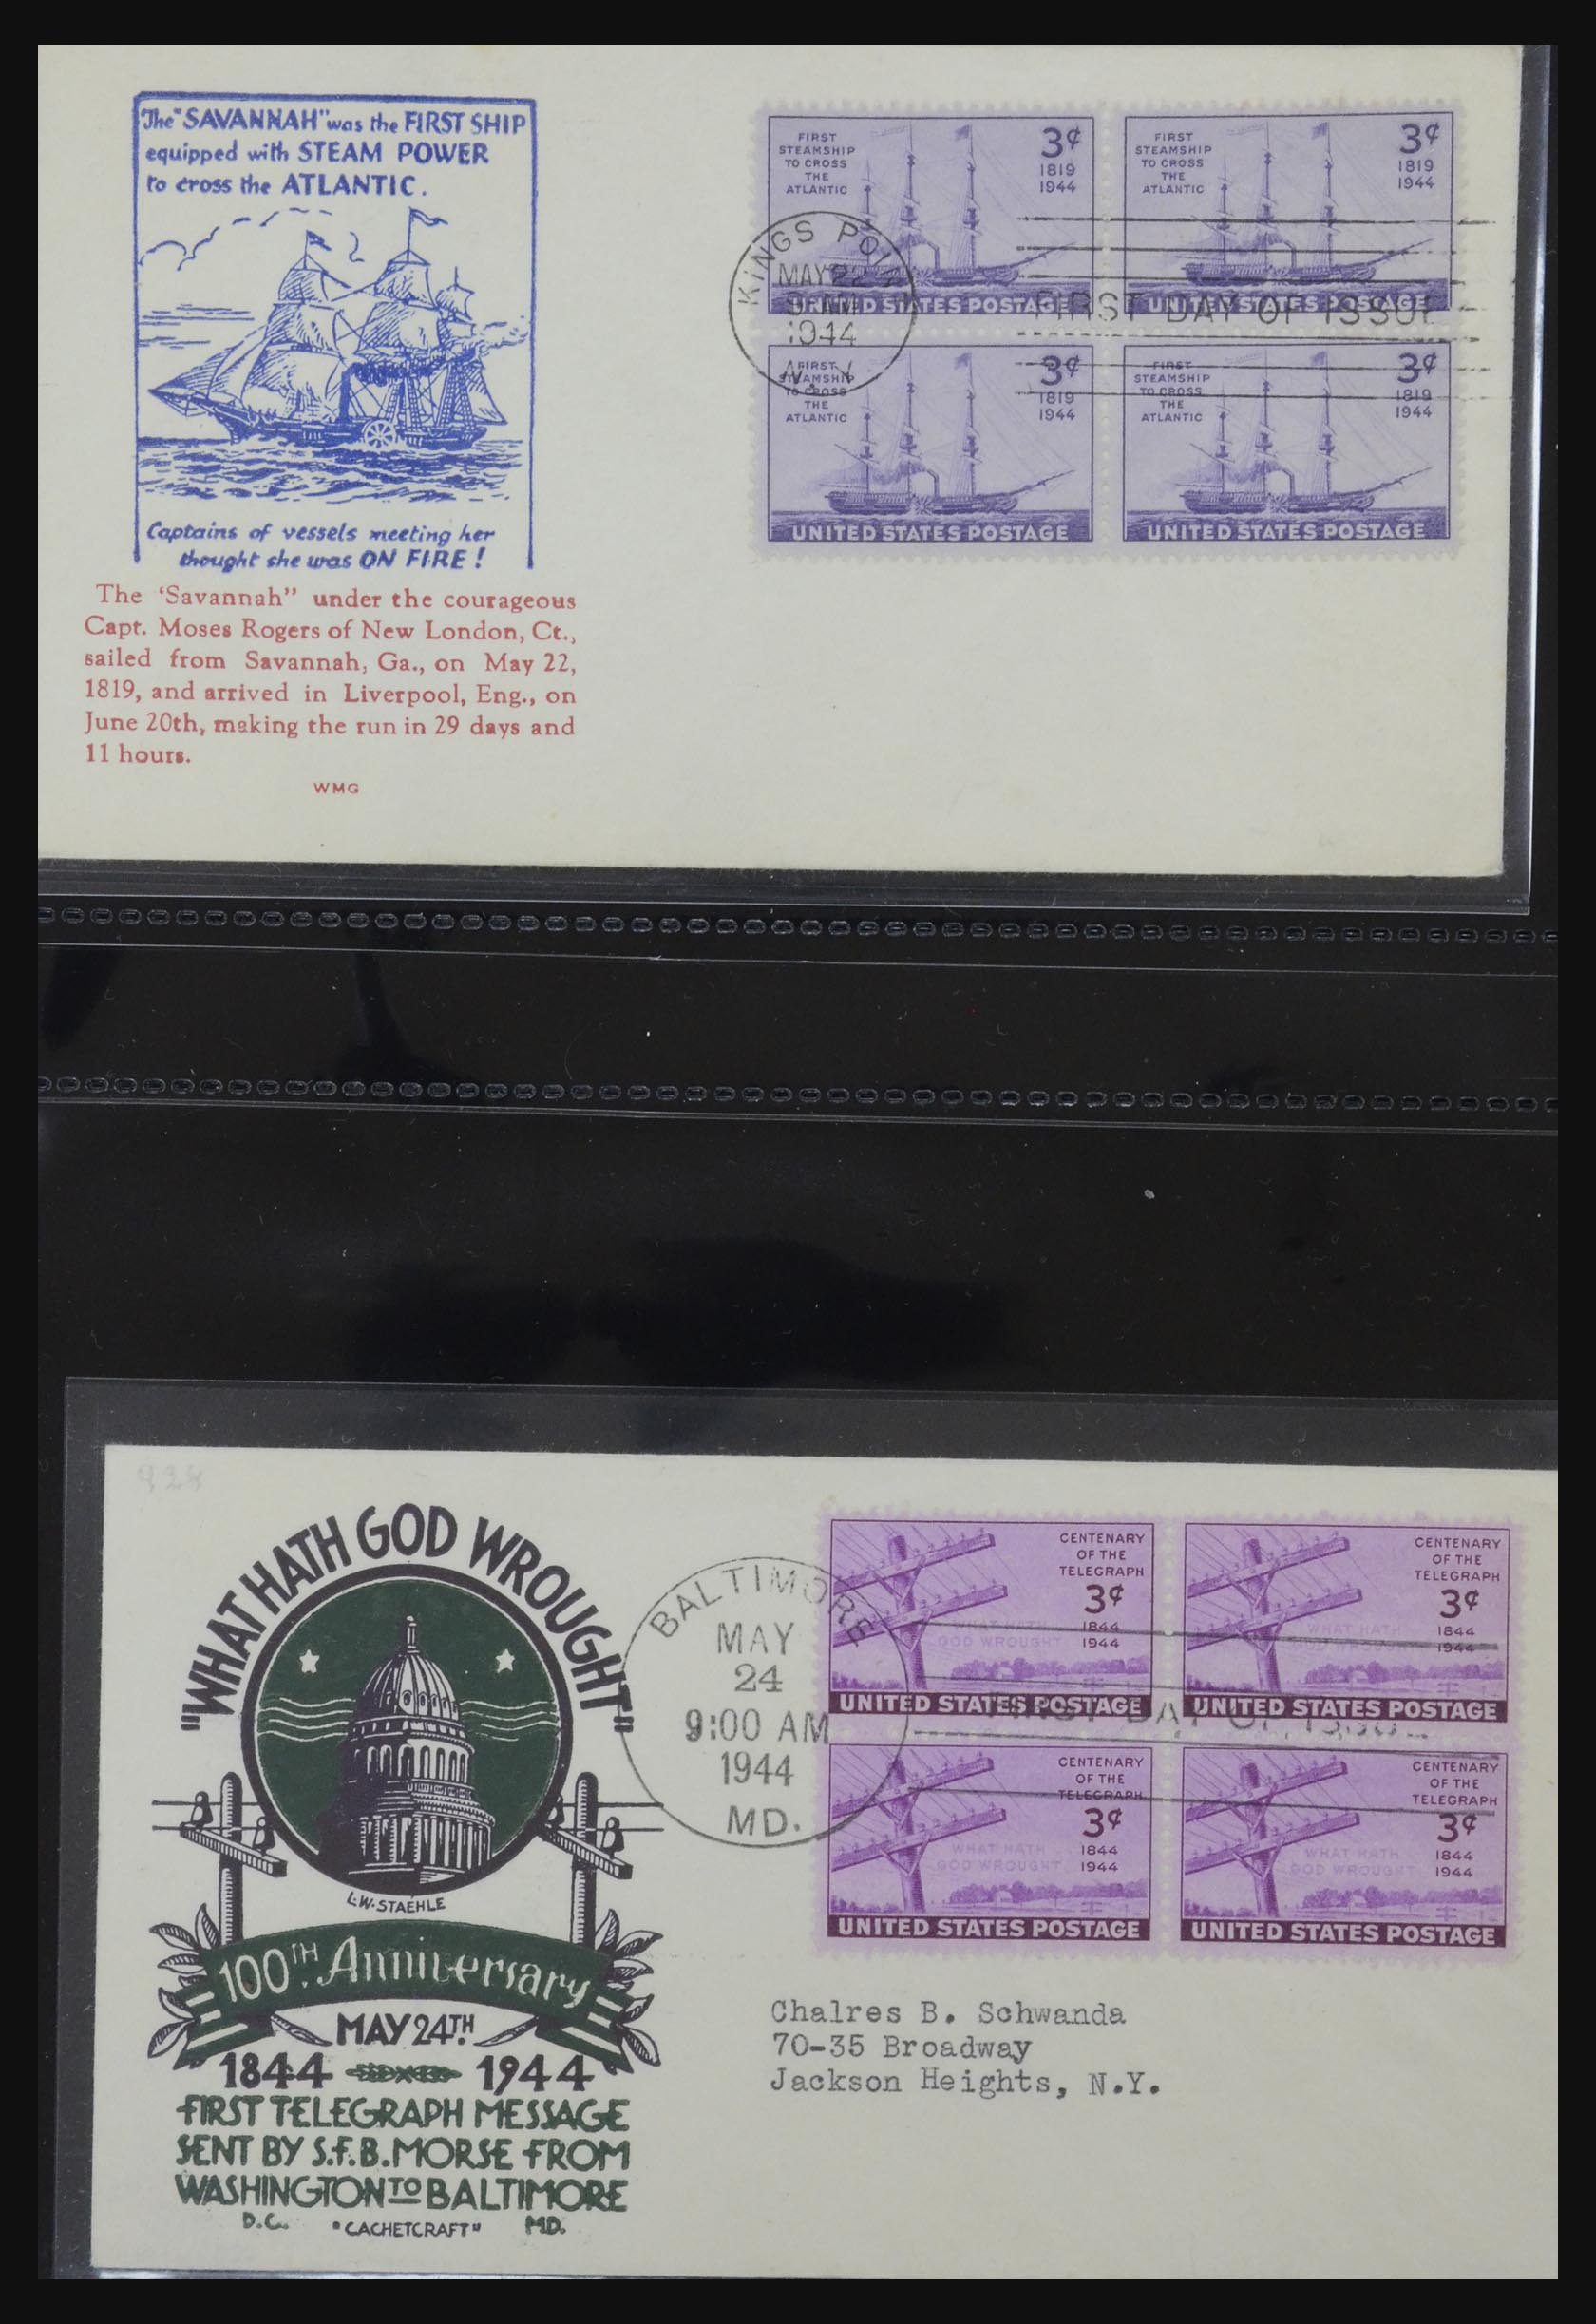 The "SAVANNAH" was the FIRST SHIP
equipped with STEAM POWER
to cross the ATLANTIC.
Captains of vessels meeting her
thought she was ON FIRE!
The 'Savannah" under the courageous
Capt. Moses Rogers of New London, Ct.,
sailed from Savannah, Ga., on May 22,
1819, and arrived in Liverpool, Eng., on
June 20th, making the run in 29 days and
11 hours.
WMG
FIRST
STEAMSHIP
TO CROSS
THE
ATLANTIC
3¢
1819
1944
UNITED STATES POSTAGE
FIRST
STEAMSHIP
TO CROSS
THE
ATLANTIC
3¢
1819
1944
UNITED STATES POSTAGE
KINGS POINT
MAY 22
9 AM
1944
N.Y.
FIRST DAY OF ISSUE
FIRST
STEAMSHIP
TO CROSS
THE
ATLANTIC
3¢
1819
1944
UNITED STATES POSTAGE
FIRST
STEAMSHIP
TO CROSS
THE
ATLANTIC
3¢
1819
1944
UNITED STATES POSTAGE
924
"WHAT HATH GOD WROUGHT"
L.W. STAEHLE
100TH Anniversary
MAY 24TH
1844 1944
FIRST TELEGRAPH MESSAGE
SENT BY S.F.B. MORSE FROM
WASHINGTON TO BALTIMORE
D.C. "CACHETCRAFT" MD.
BALTIMORE
MAY
24
9:00 AM
1944
MD.
FIRST DAY OF ISSUE
CENTENARY
OF THE
TELEGRAPH
3¢
1844
1944
WHAT HATH
GOD WROUGHT
UNITED STATES POSTAGE
CENTENARY
OF THE
TELEGRAPH
3¢
1844
1944
WHAT HATH
GOD WROUGHT
UNITED STATES POSTAGE
CENTENARY
OF THE
TELEGRAPH
3¢
1844
1944
WHAT HATH
GOD WROUGHT
UNITED STATES POSTAGE
CENTENARY
OF THE
TELEGRAPH
3¢
1844
1944
WHAT HATH
GOD WROUGHT
UNITED STATES POSTAGE
Chalres B. Schwanda
70-35 Broadway
Jackson Heights, N.Y.